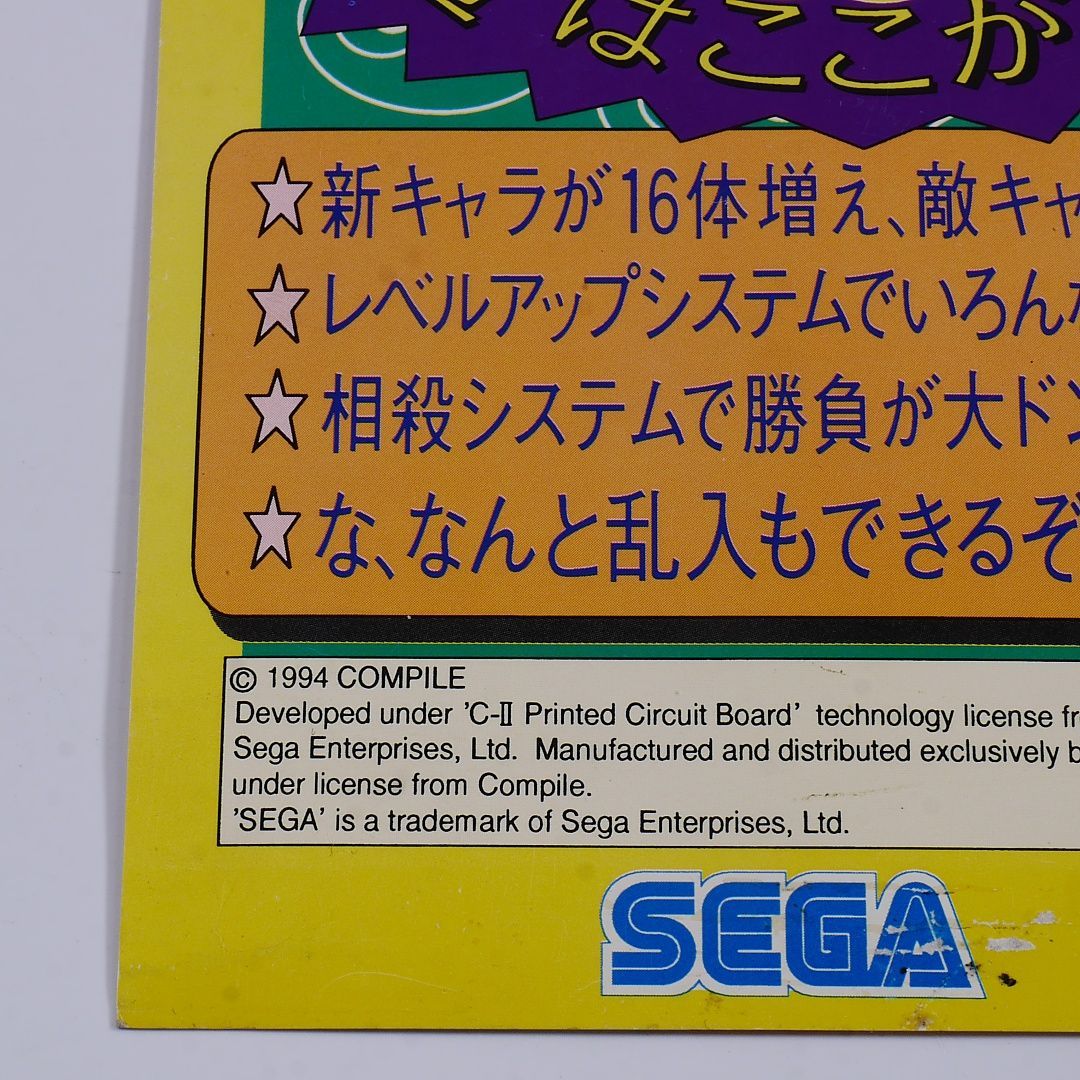 はここが
★新キャラが16体増え、敵キャ
★レベルアップシステムでいろんな
★相殺システムで勝負が大ド
★な、なんと乱入もできるぞ
© 1994 COMPILE
Developed under 'C-II Printed Circuit Board' technology license
Sega Enterprises, Ltd. Manufactured and distributed exclusively
under license from Compile.
'SEGA' is a trademark of Sega Enterprises, Ltd.
SEGA